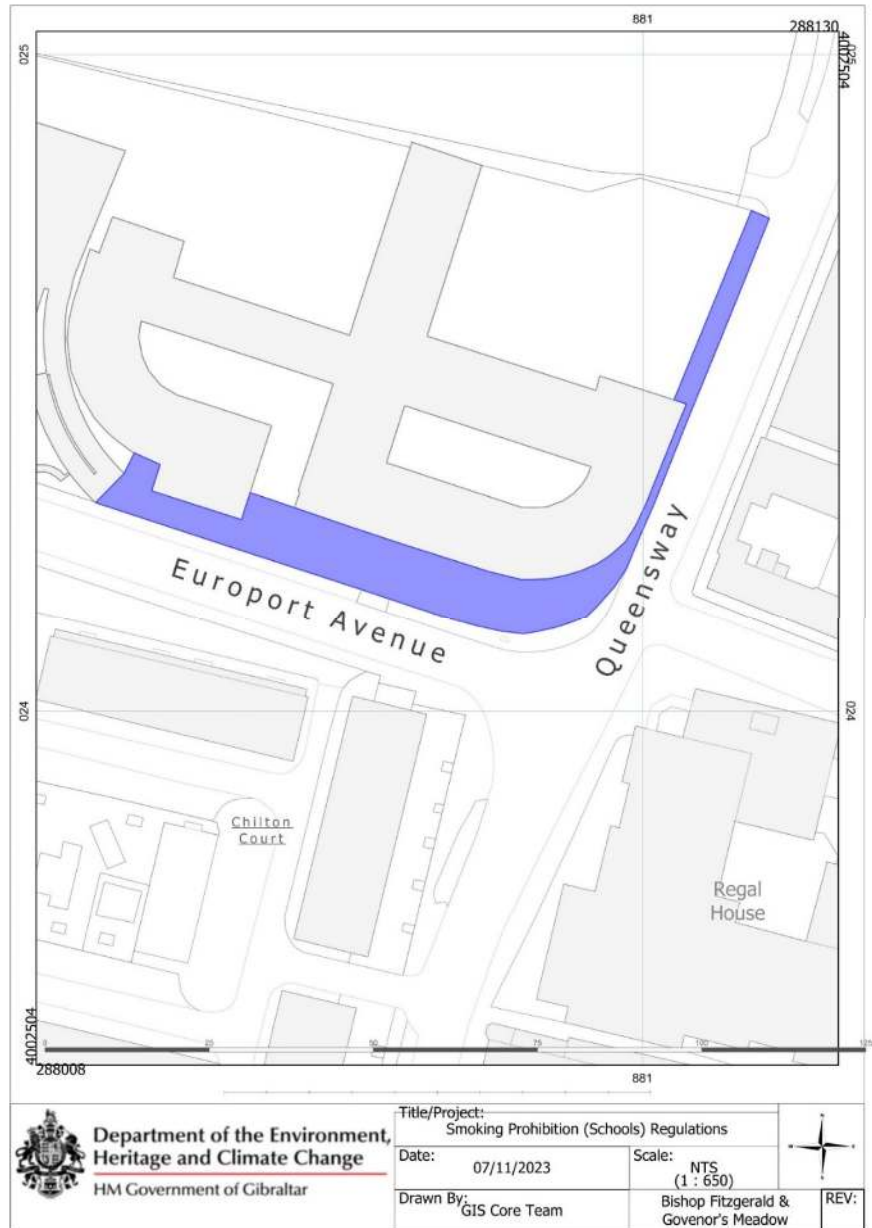 881
288130
4002504
025
025
Europort Avenue
Queensway
024
024
Chilton
Court
Regal
House
4002504
0 25 50 75 100 125
288008
881
Department of the Environment,
Heritage and Climate Change
HM Government of Gibraltar
Title/Project:
Smoking Prohibition (Schools) Regulations
Date:
07/11/2023
Scale:
NTS
(1 : 650)
Drawn By:
GIS Core Team
Bishop Fitzgerald &
Govenor's Meadow
REV: